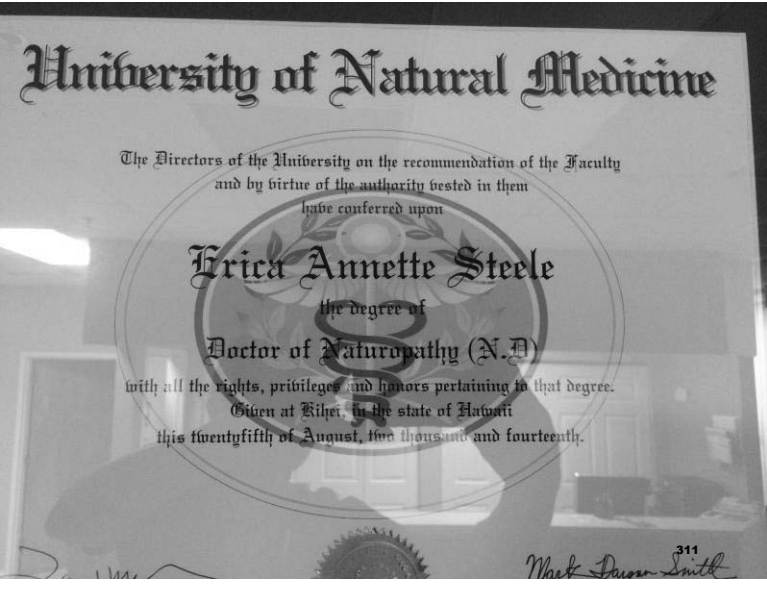 University of Natural Medicine
The Directors of the University on the recommendation of the Faculty
and by virtue of the authority vested in them
have conferred upon
Erica Annette Steele
the degree of
Doctor of Naturopathy (N.D)
with all the rights, privileges and honors pertaining to that degree.
Given at Kihei, in the state of Hawaii
this twentyfifth of August, two thousand and fourteenth.
311
Mark Smith